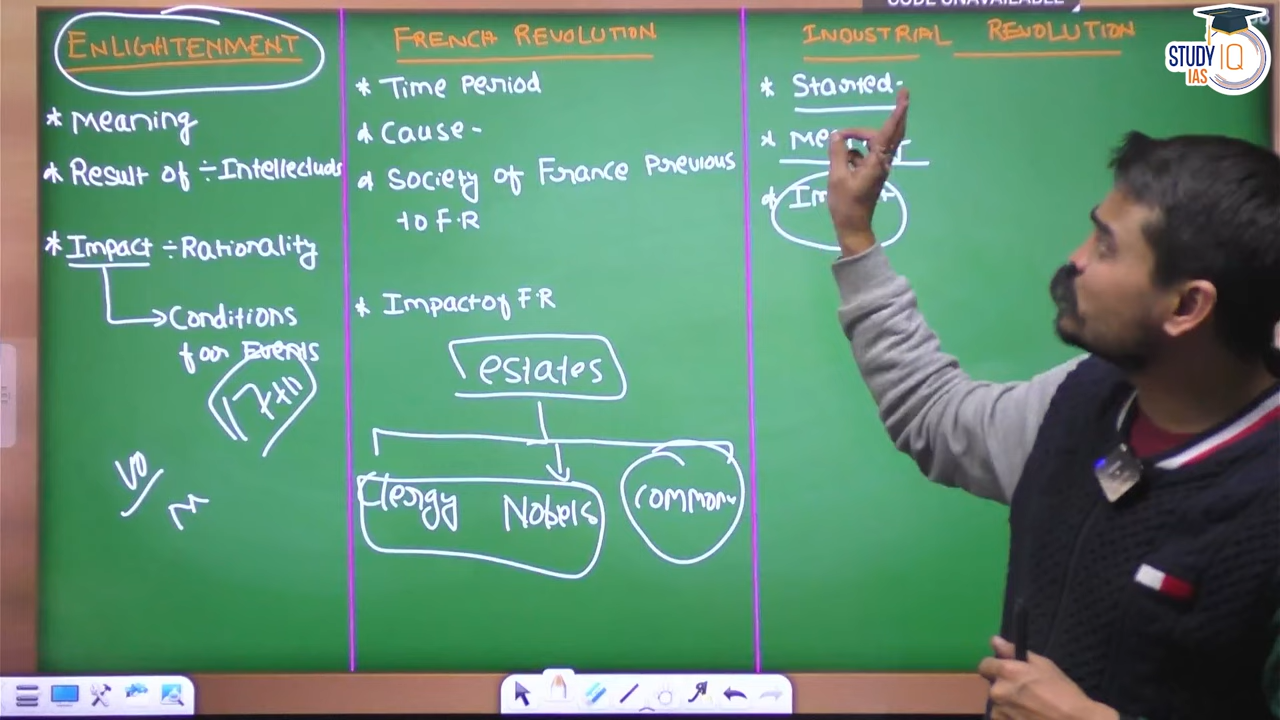 ENLIGHTENMENT
* Meaning
* Result of ÷ Intellectuals
* Impact ÷ Rationality
Conditions
for Events
FRENCH REVOLUTION
* Time Period
* Cause -
* Society of France Previous
to F.R
* Impact of F.R
estates
Clergy Nobels
INDUSTRIAL REVOLUTION
* Started -
STUDY IQ
IAS